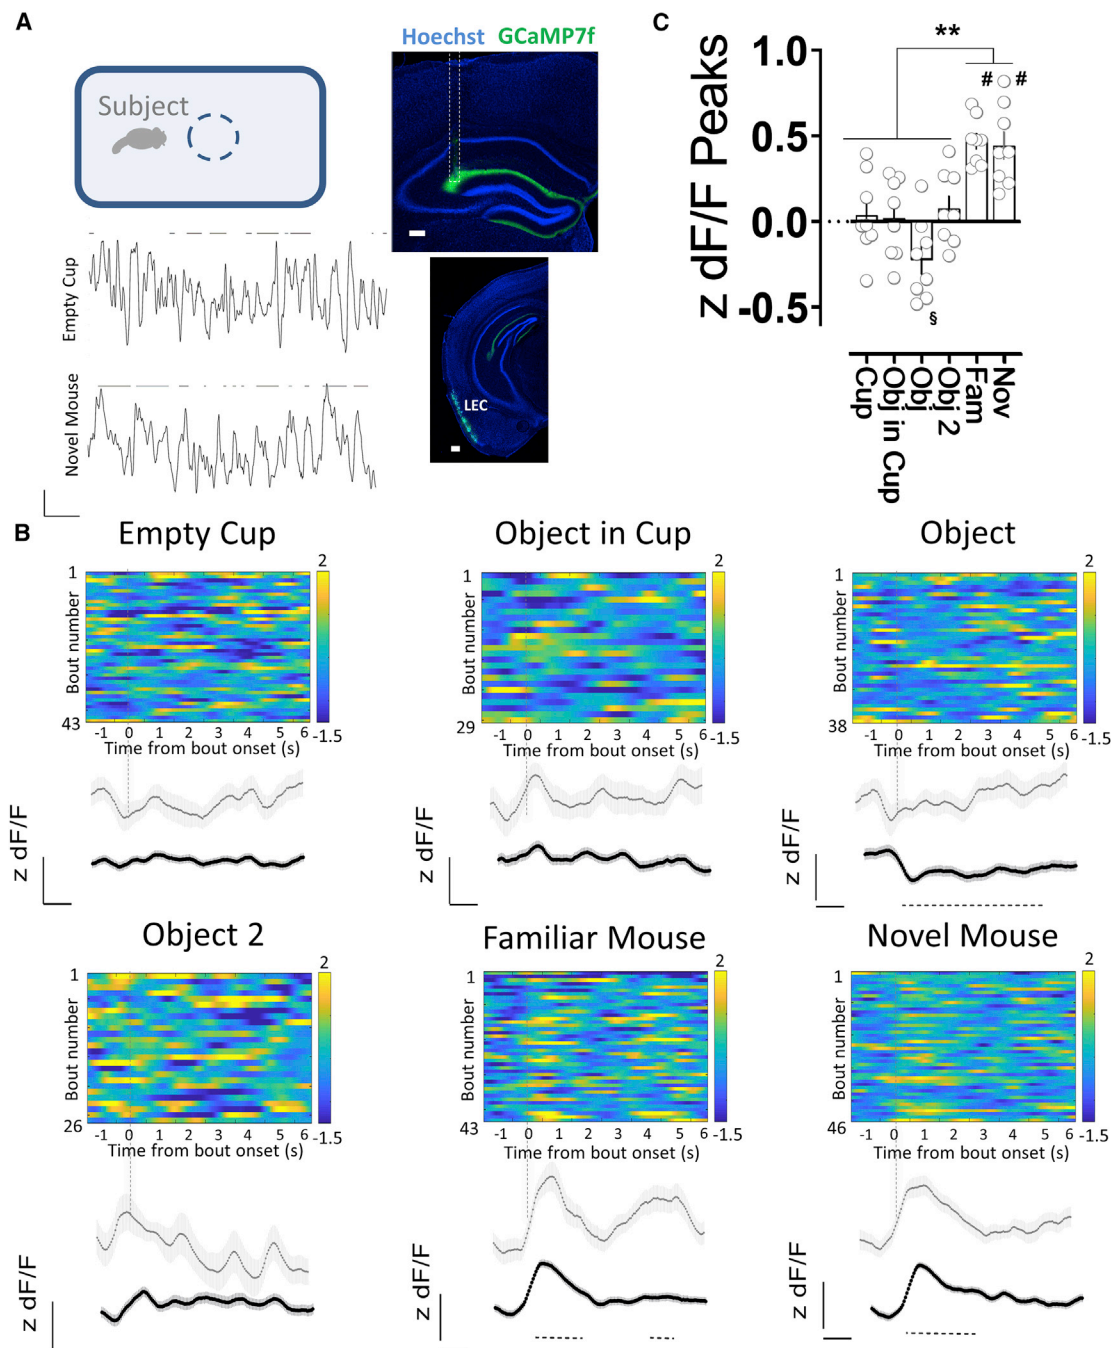 A
Hoechst GCaMP7f
Subject
Empty Cup
Novel Mouse
LEC
C
**
# #
z dF/F Peaks
1.0
0.5
0.0
-0.5
§
Cup
Obj in Cup
Obj
Obj 2
Fam
Nov
B
Empty Cup
1
Bout number
43
2
-1.5
-1 0 1 2 3 4 5 6
Time from bout onset (s)
z dF/F
Object in Cup
1
Bout number
29
2
-1.5
-1 0 1 2 3 4 5 6
Time from bout onset (s)
z dF/F
Object
1
Bout number
38
2
-1.5
-1 0 1 2 3 4 5 6
Time from bout onset (s)
z dF/F
Object 2
1
Bout number
26
2
-1.5
-1 0 1 2 3 4 5 6
Time from bout onset (s)
z dF/F
Familiar Mouse
1
Bout number
43
2
-1.5
-1 0 1 2 3 4 5 6
Time from bout onset (s)
z dF/F
Novel Mouse
1
Bout number
46
2
-1.5
-1 0 1 2 3 4 5 6
Time from bout onset (s)
z dF/F